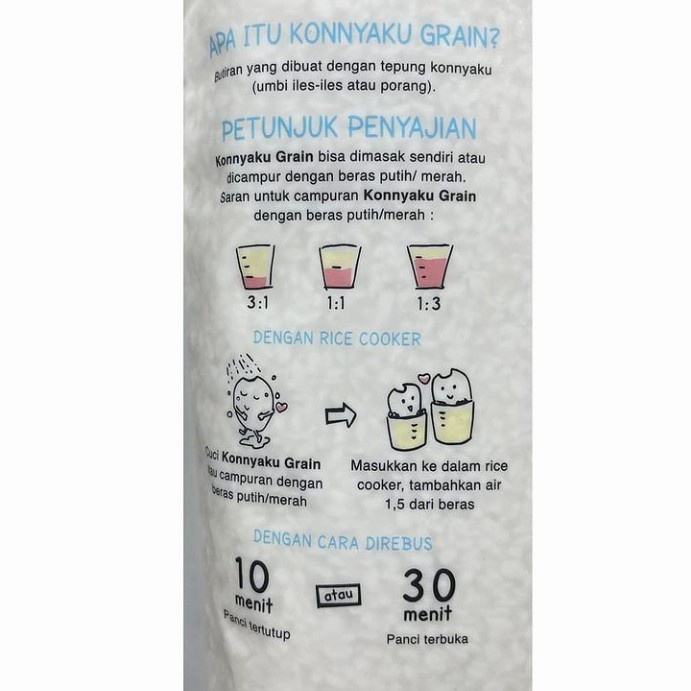 APA ITU KONNYAKU GRAIN?
Butiran yang dibuat dengan tepung konnyaku
(umbi iles-iles atau porang).
PETUNJUK PENYAJIAN
Konnyaku Grain bisa dimasak sendiri atau
dicampur dengan beras putih/ merah.
Saran untuk campuran Konnyaku Grain
dengan beras putih/merah :
3:1 1:1 1:3
DENGAN RICE COOKER
Cuci Konnyaku Grain
atau campuran dengan
beras putih/merah
Masukkan ke dalam rice
cooker, tambahkan air
1,5 dari beras
DENGAN CARA DIREBUS
10
menit
Panci tertutup
atau
30
menit
Panci terbuka